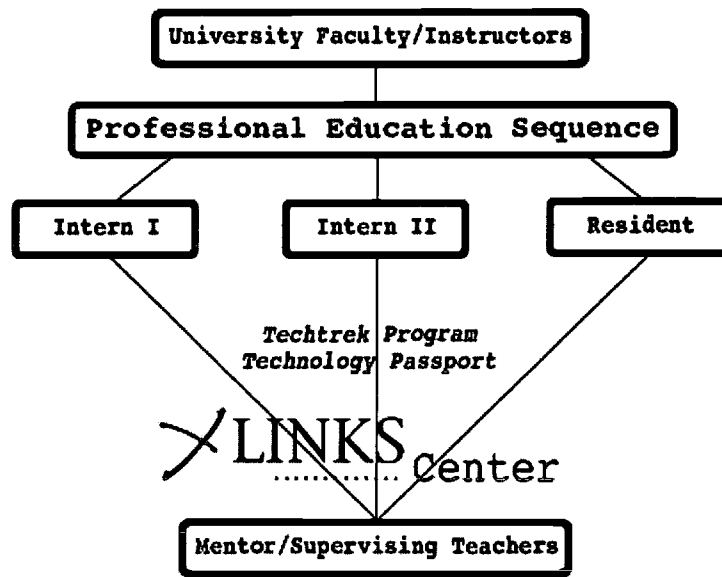 University Faculty/Instructors
Professional Education Sequence
Intern I
Intern II
Resident
Techtrek Program
Technology Passport
LINKS Center
Mentor/Supervising Teachers